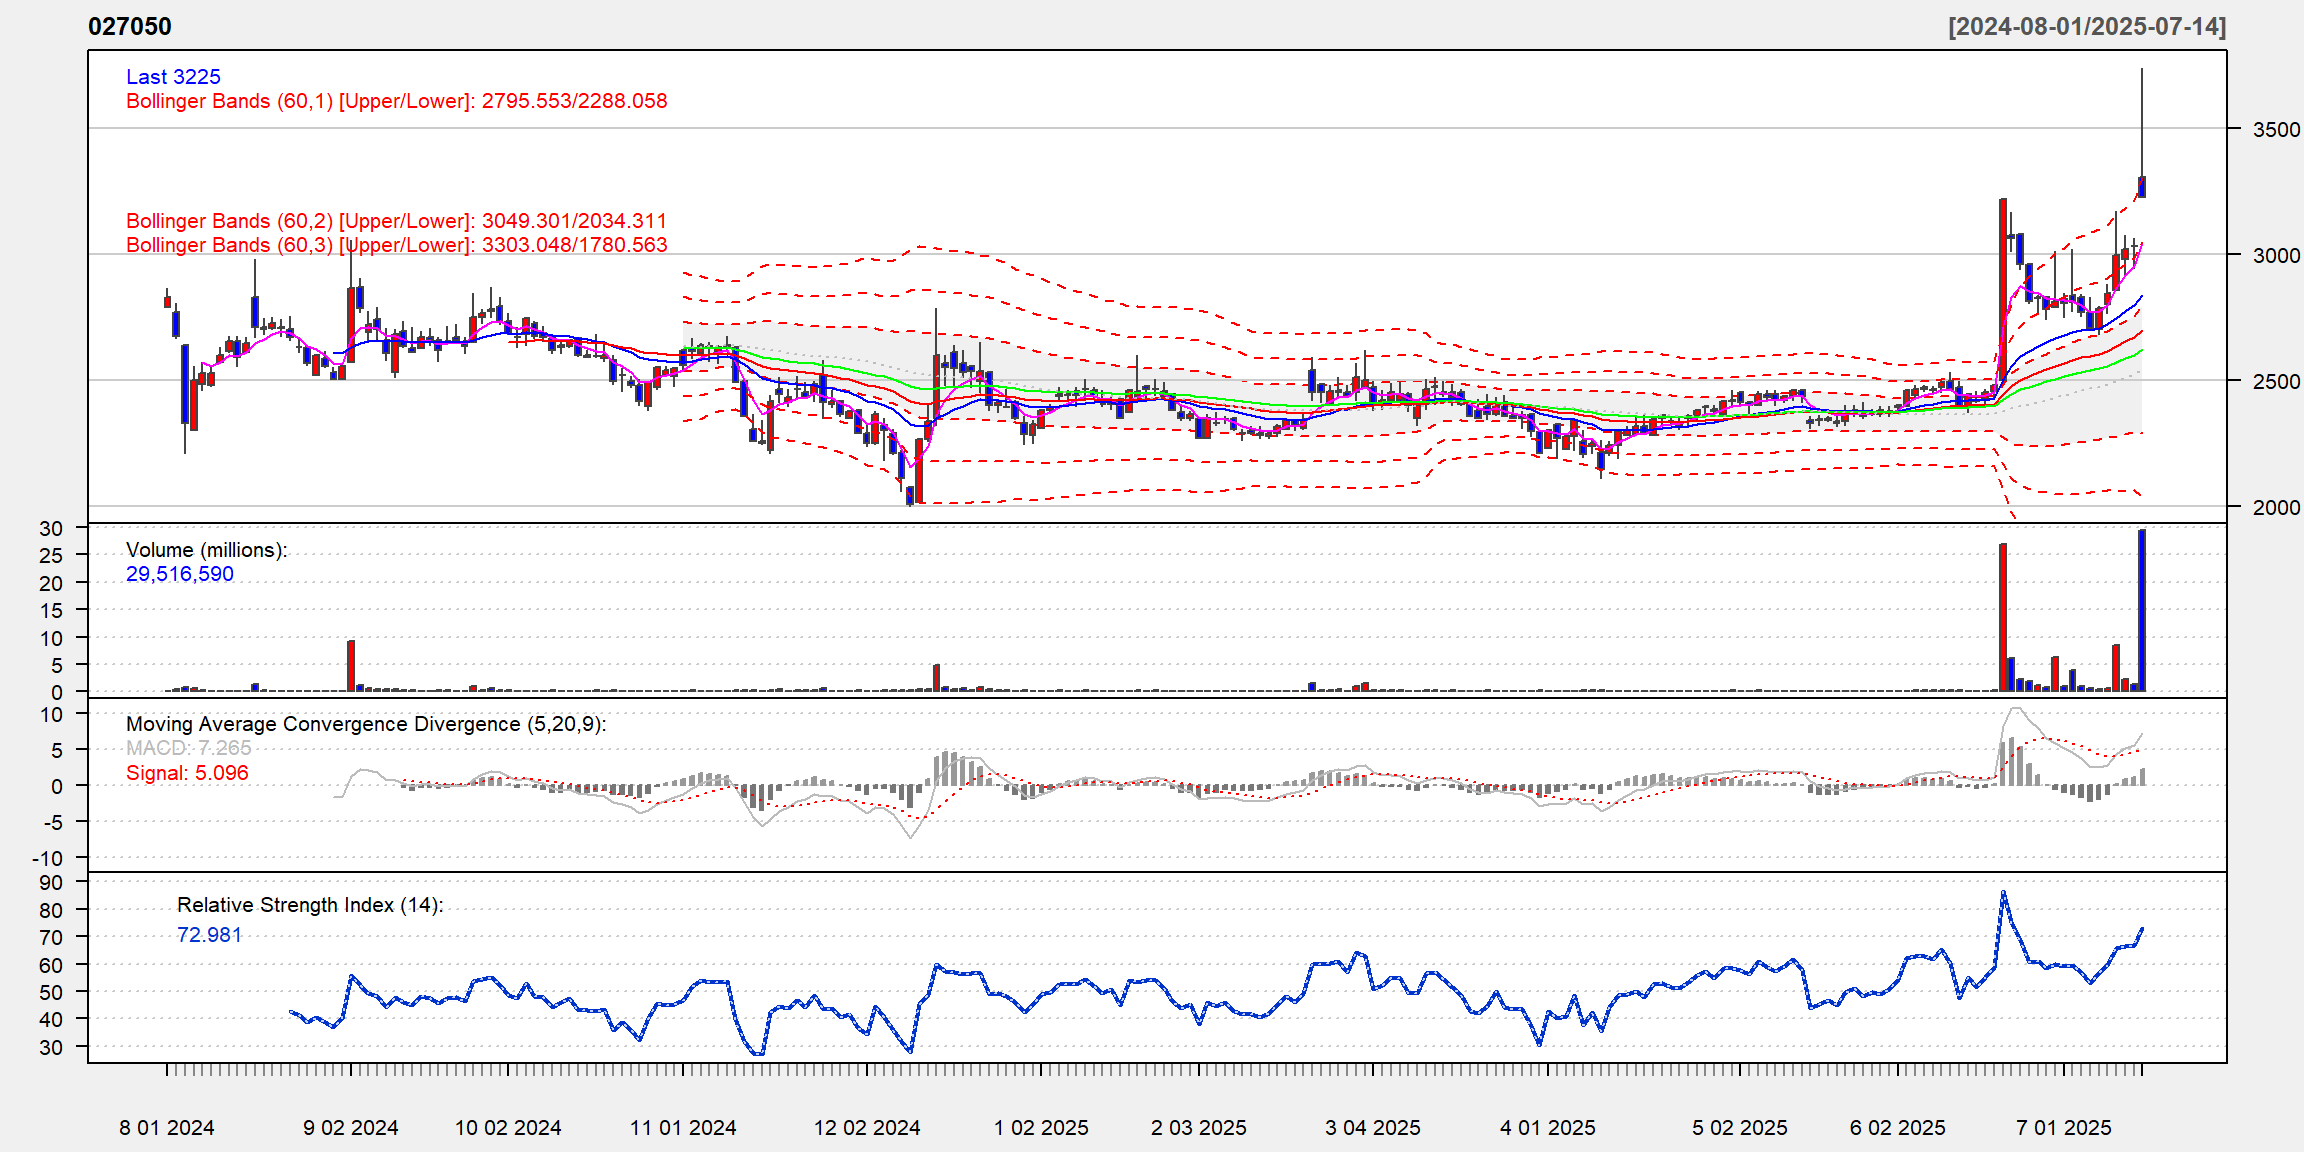 027050
[2024-08-01/2025-07-14]
Last 3225
Bollinger Bands (60,1) [Upper/Lower]: 2795.553/2288.058
Bollinger Bands (60,2) [Upper/Lower]: 3049.301/2034.311
Bollinger Bands (60,3) [Upper/Lower]: 3303.048/1780.563
3500
3000
2500
2000
30
25
20
15
10
5
0
Volume (millions):
29,516,590
10
5
0
-5
-10
Moving Average Convergence Divergence (5,20,9):
MACD: 7.265
Signal: 5.096
90
80
70
60
50
40
30
Relative Strength Index (14):
72.981
8 01 2024
9 02 2024
10 02 2024
11 01 2024
12 02 2024
1 02 2025
2 03 2025
3 04 2025
4 01 2025
5 02 2025
6 02 2025
7 01 2025